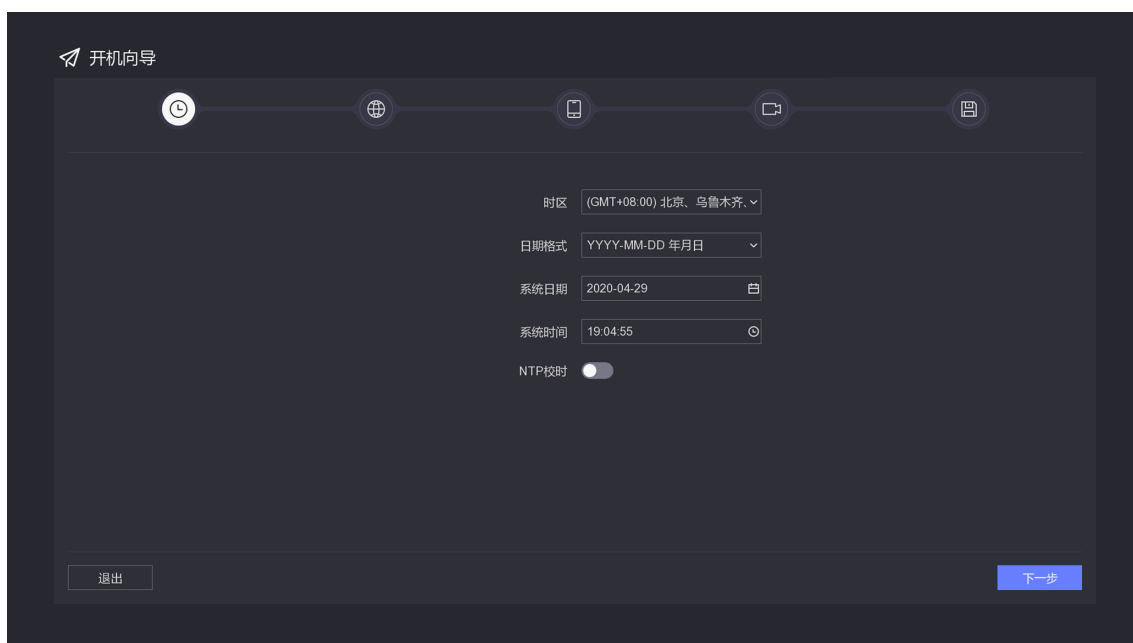 开机向导
时区 (GMT+08:00) 北京、乌鲁木齐、
日期格式 YYYY-MM-DD 年月日
系统日期 2020-04-29
系统时间 19:04:55
NTP校时
退出 下一步